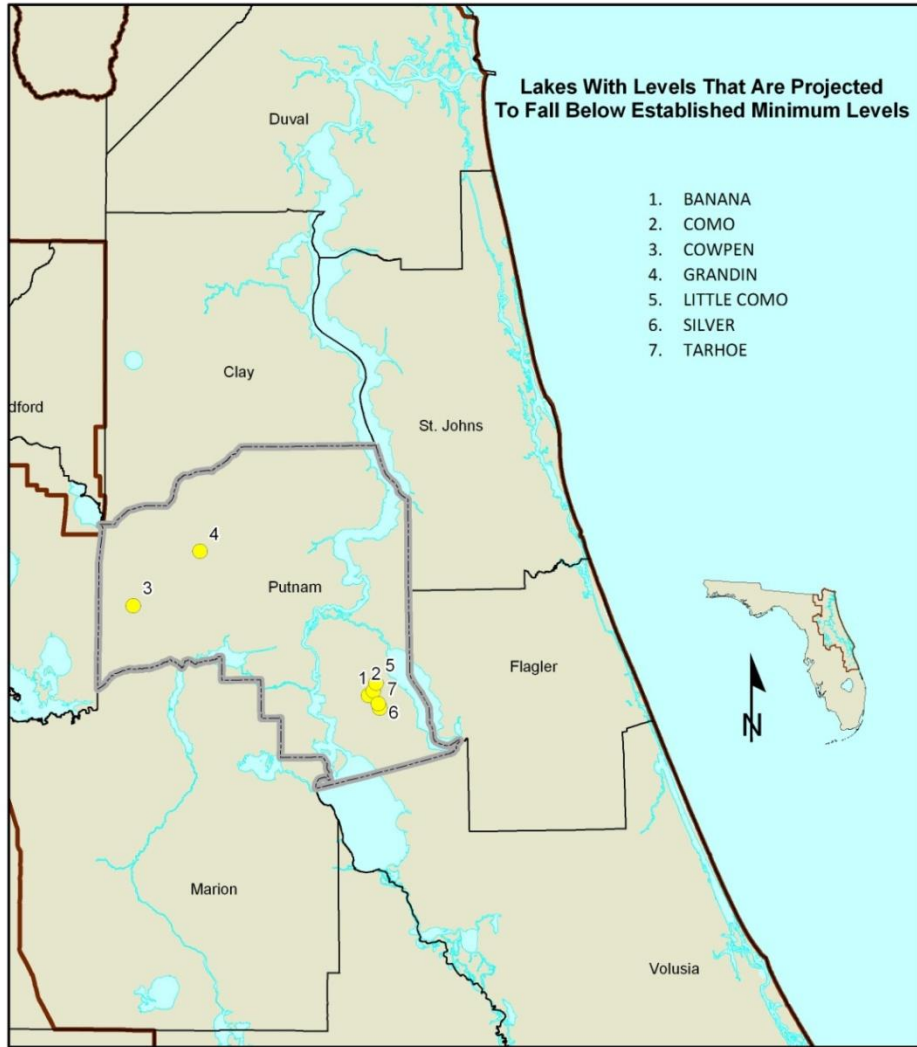 Lakes With Levels That Are Projected
To Fall Below Established Minimum Levels
1. BANANA
2. COMO
3. COWPEN
4. GRANDIN
5. LITTLE COMO
6. SILVER
7. TARHOE
Duval
Clay
dford
St. Johns
4
Putnam
3
Flagler
5
2
1
7
6
N
Marion
Volusia